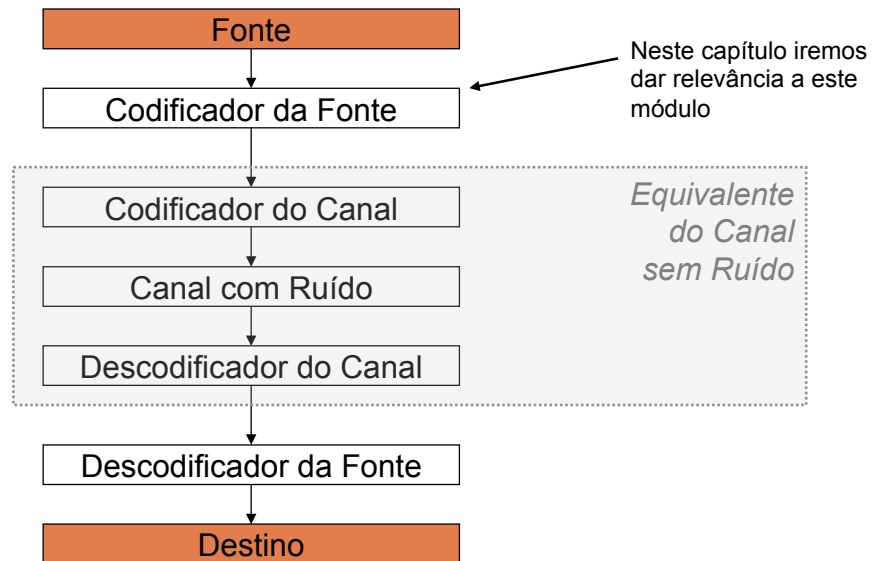 Fonte
Neste capítulo iremos
dar relevância a este
módulo
Codificador da Fonte
Equivalente
do Canal
sem Ruído
Codificador do Canal
Canal com Ruído
Descodificador do Canal
Descodificador da Fonte
Destino